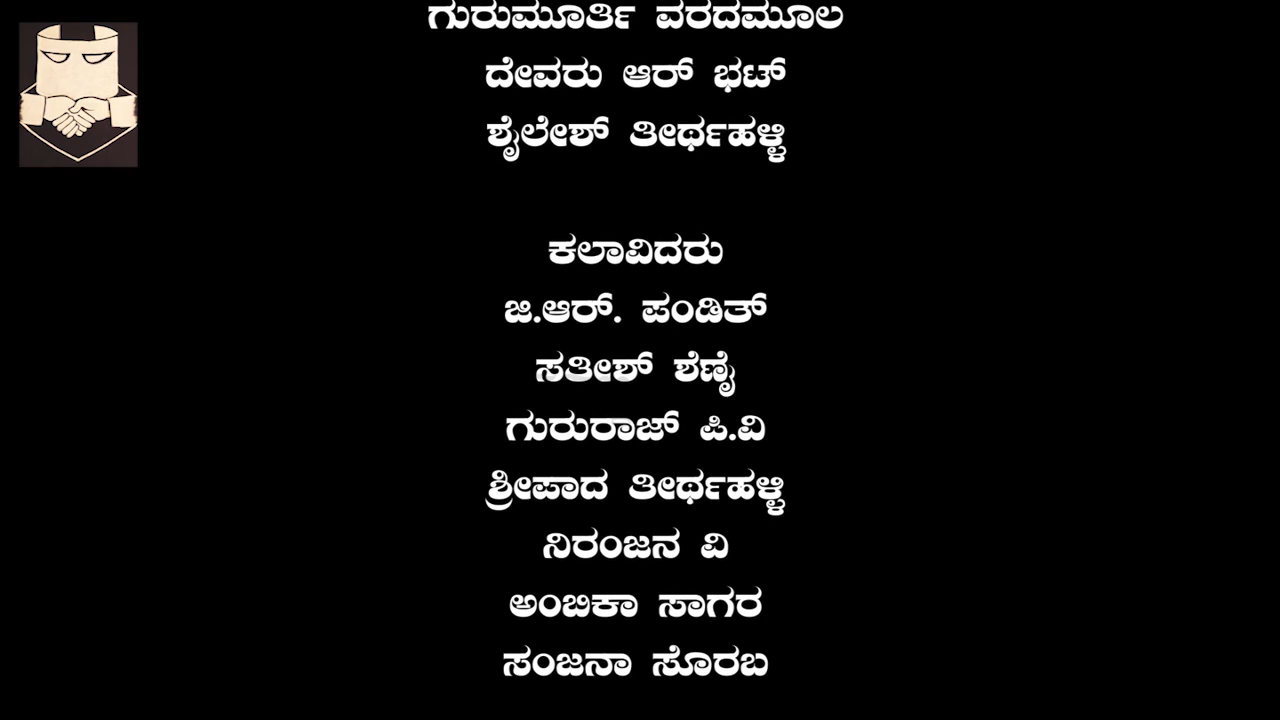 ಗುರುಮೂರ್ತಿ ವರದಮೂಲ
ದೇವರು ಆರ್ ಭಟ್
ಶೈಲೇಶ್ ತೀರ್ಥಹಳ್ಳಿ
ಕಲಾವಿದರು
ಜಿ.ಆರ್. ಪಂಡಿತ್
ಸತೀಶ್ ಶೆಣೈ
ಗುರುರಾಜ್ ಪಿ.ವಿ
ಶ್ರೀಪಾದ ತೀರ್ಥಹಳ್ಳಿ
ನಿರಂಜನ ವಿ
ಅಂಬಿಕಾ ಸಾಗರ
ಸಂಜನಾ ಸೊರಬ